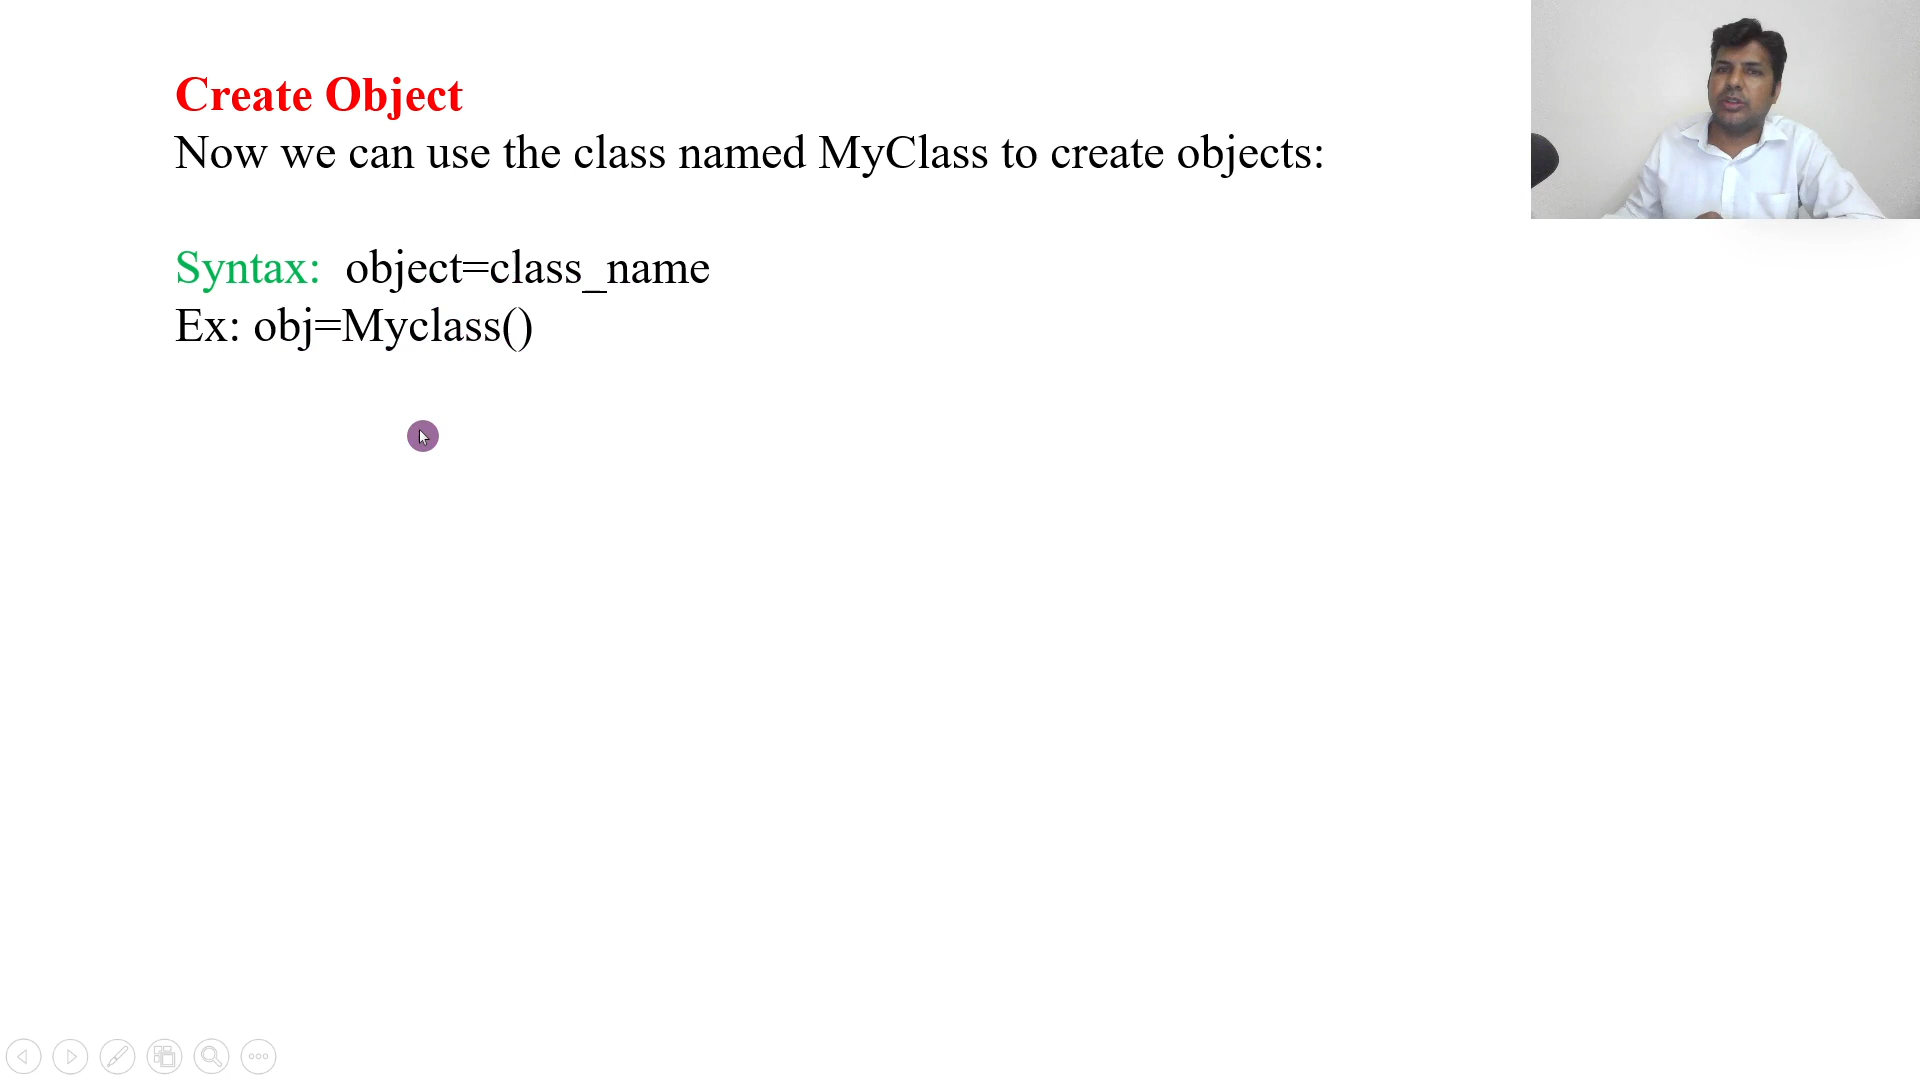 Create Object
Now we can use the class named MyClass to create objects:
Syntax: object=class_name
Ex: obj=Myclass()